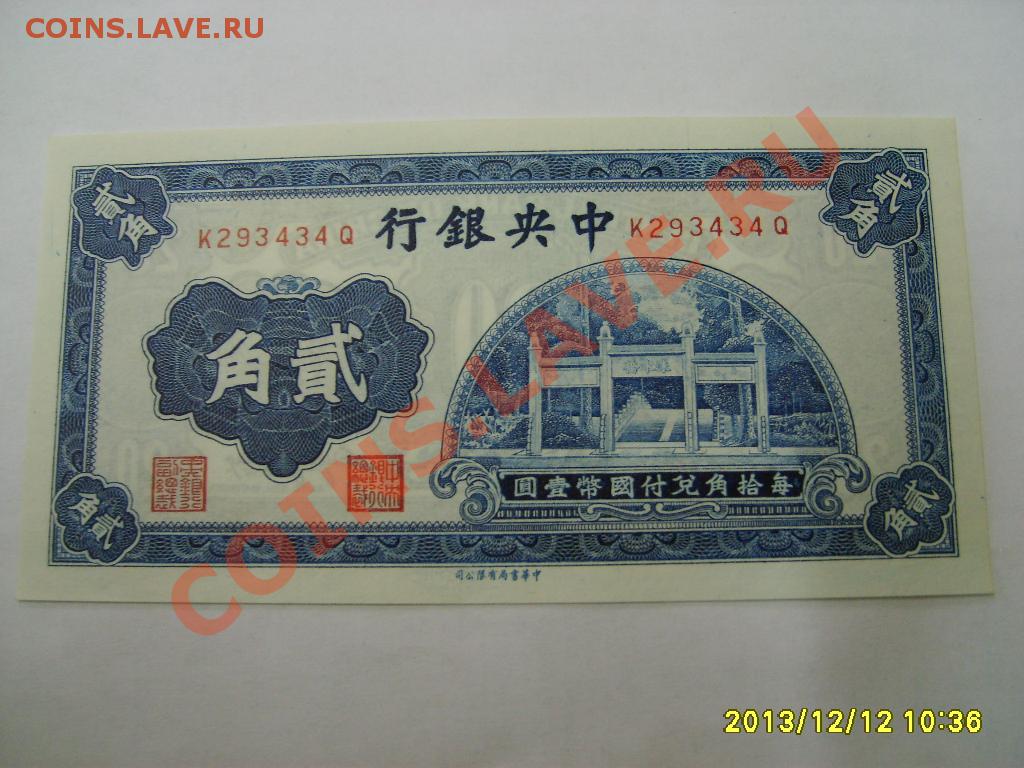 COINS.LAVE.RU
貳角
貳角
K293434Q
中央銀行
K293434Q
貳角
每拾角兌付國幣壹圓
貳角
貳角
中華書局有限公司
COINS.LAVE.RU
2013/12/12 10:36